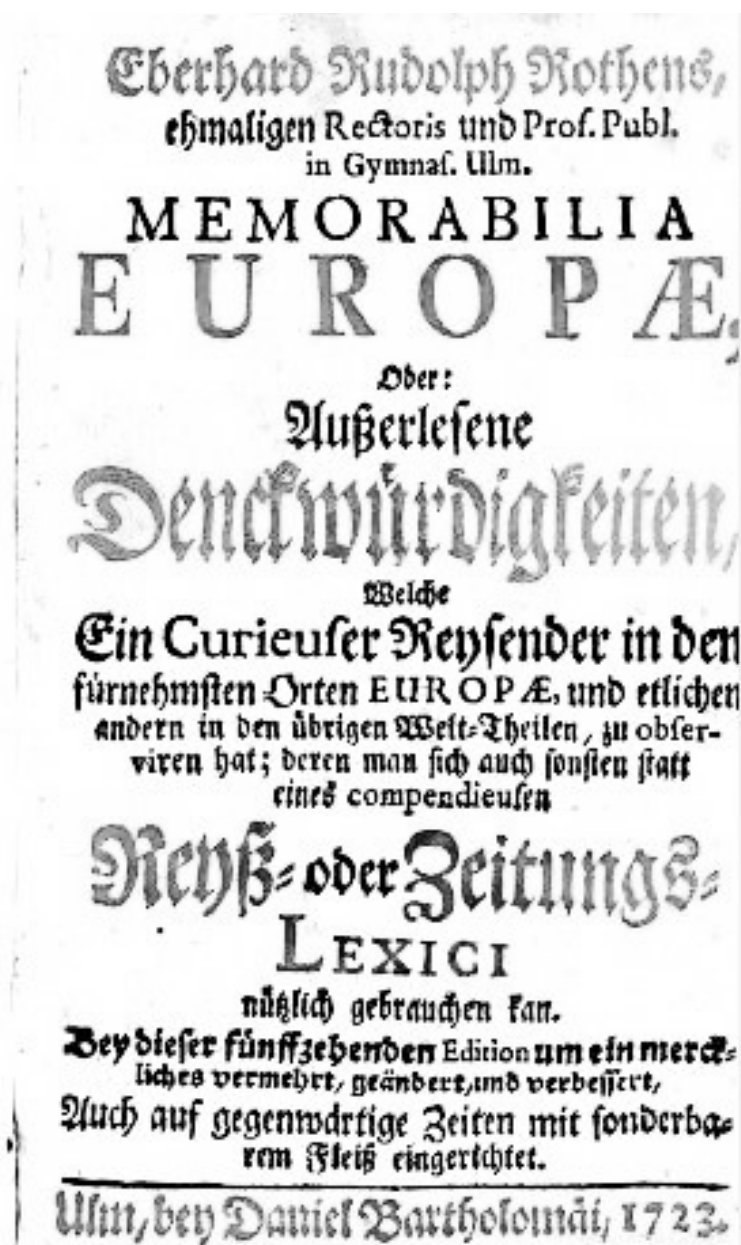 Eberhard Rudolph Rothens,
ehmaligen Rectoris und Prof. Publ.
in Gymnaſ. Ulm.
MEMORABILIA
EUROPÆ,
Oder:
Außerleſene
Denckwürdigkeiten,
Welche
Ein Curieuſer Reyſender in den
fürnehmſten Orten EUROPÆ, und etlichen
andern in den übrigen Welt-Theilen, zu obſer-
viren hat; deren man ſich auch ſonſten ſtatt
eines compendieuſen
Reyß- oder Zeitungs-
LEXICI
nützlich gebrauchen kan.
Bey dieſer fünffzehenden Edition um ein merck-
liches vermehrt, geändert, und verbeſſert,
Auch auf gegenwärtige Zeiten mit ſonderba-
rem Fleiß eingerichtet.
Ulm, bey Daniel Bartholomäi, 1723.